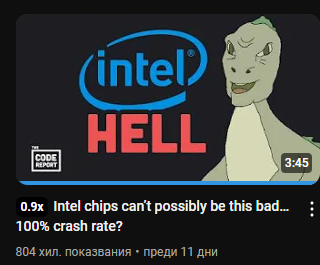 intel®
HELL
THE
CODE
REPORT
3:45
0.9x Intel chips can’t possibly be this bad…
100% crash rate?
804 хил. показвания • преди 11 дни